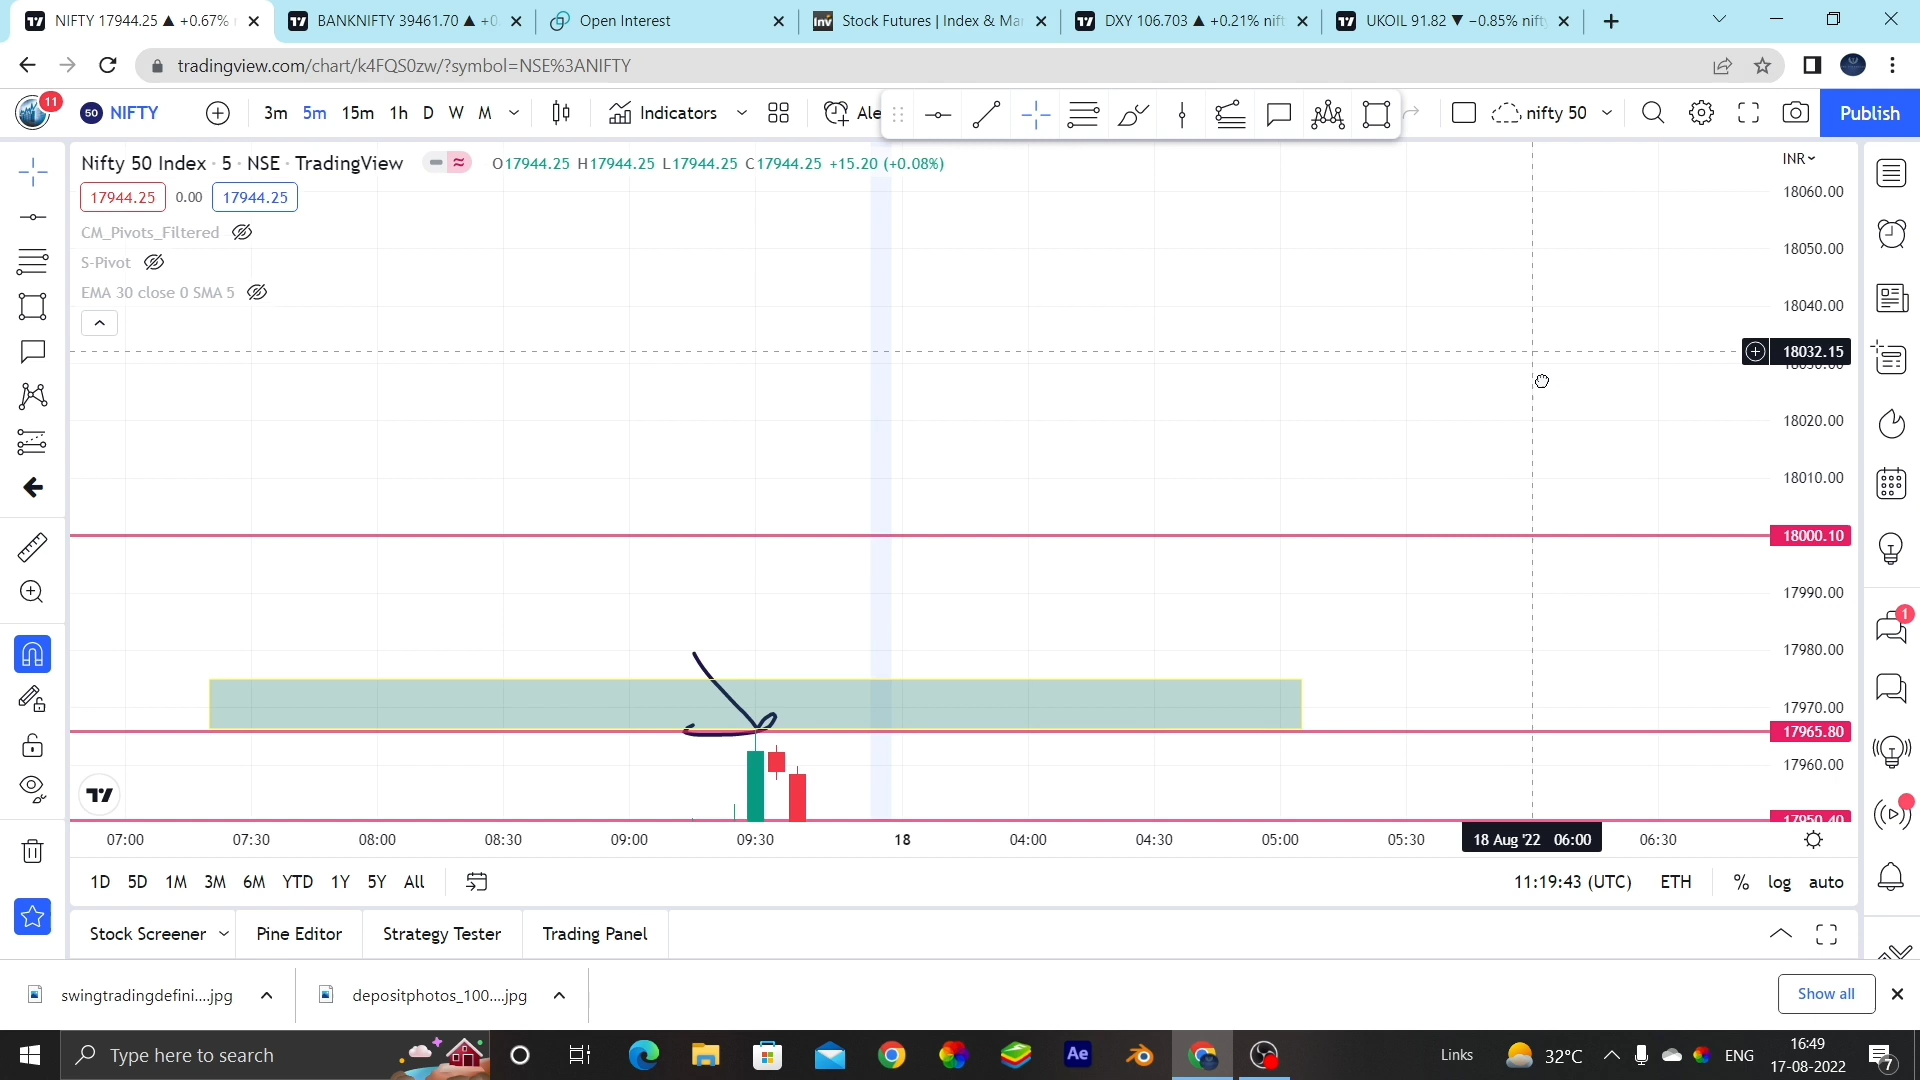 NIFTY 17944.25 ▲ +0.67%
BANKNIFTY 39461.70 ▲ +0
Open Interest
Stock Futures | Index & Mar
DXY 106.703 ▲ +0.21% nift
UKOIL 91.82 ▼ −0.85% nifty
tradingview.com/chart/k4FQS0zw/?symbol=NSE%3ANIFTY
11
50 NIFTY
3m 5m 15m 1h D W M
Indicators
Ale
nifty 50
Publish
Nifty 50 Index · 5 · NSE · TradingView
O17944.25 H17944.25 L17944.25 C17944.25 +15.20 (+0.08%)
INR
17944.25 0.00 17944.25
CM_Pivots_Filtered
S-Pivot
EMA 30 close 0 SMA 5
18060.00
18050.00
18040.00
18032.15
18020.00
18010.00
18000.10
17990.00
17980.00
17970.00
17965.80
17960.00
17950.40
1
07:00 07:30 08:00 08:30 09:00 09:30 18 04:00 04:30 05:00 05:30 18 Aug '22 06:00 06:30
1D 5D 1M 3M 6M YTD 1Y 5Y All
11:19:43 (UTC) ETH % log auto
Stock Screener Pine Editor Strategy Tester Trading Panel
swingtradingdefini....jpg
depositphotos_100....jpg
Show all
Type here to search
Ae
Links
32°C
ENG
16:49
17-08-2022
7